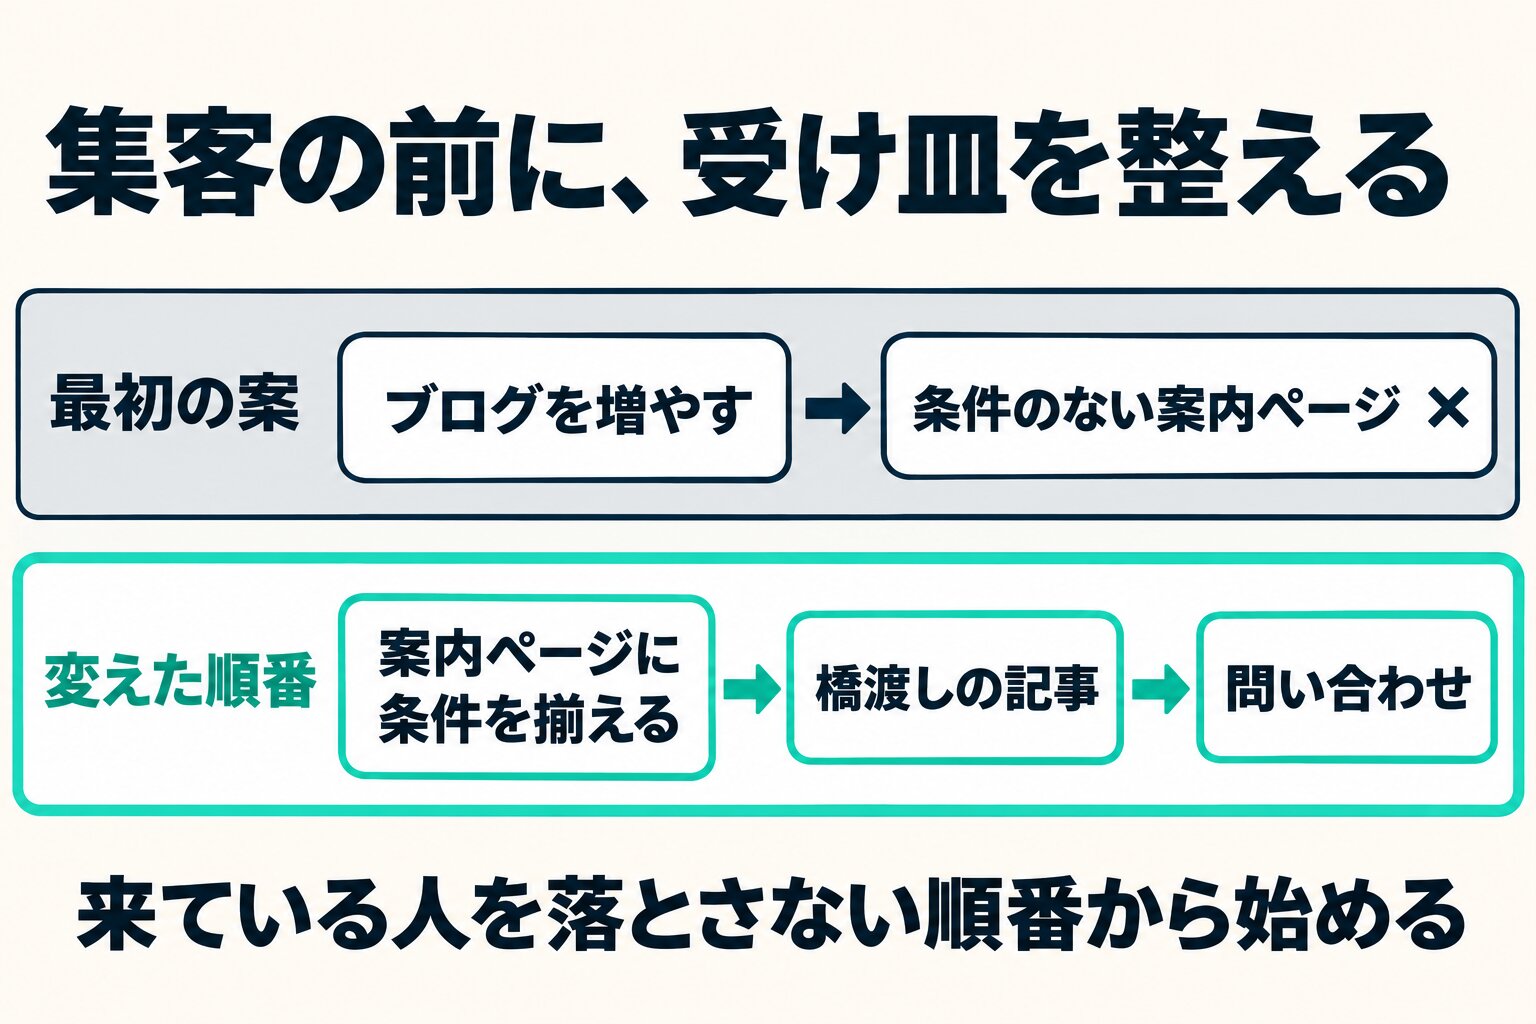 集客の前に、受け皿を整える
最初の案
ブログを増やす
条件のない案内ページ ×
変えた順番
案内ページに
条件を揃える
橋渡しの記事
問い合わせ
来ている人を落とさない順番から始める